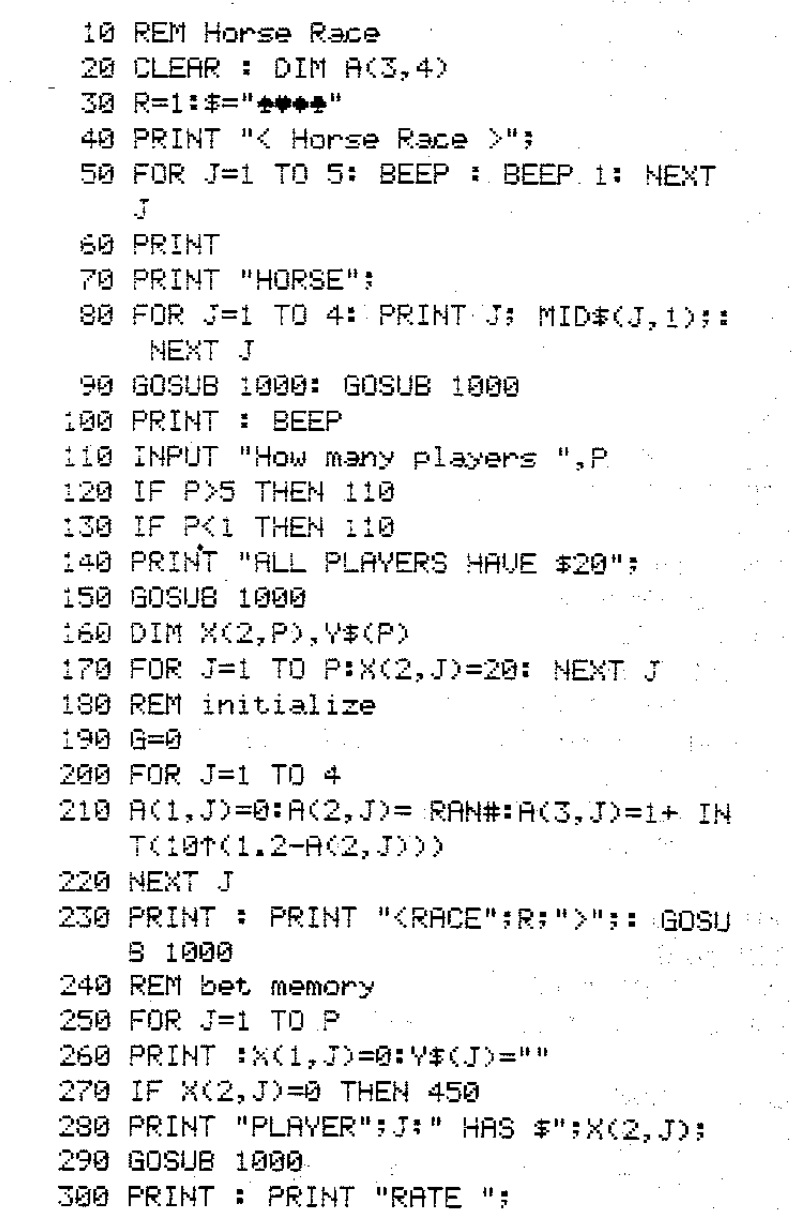 10 REM Horse Race
20 CLEAR : DIM A(3,4)
30 R=1:$="♠♥♦♣"
40 PRINT "< Horse Race >";
50 FOR J=1 TO 5: BEEP : BEEP 1: NEXT
J
60 PRINT
70 PRINT "HORSE";
80 FOR J=1 TO 4: PRINT J; MID$(J,1);:
NEXT J
90 GOSUB 1000: GOSUB 1000
100 PRINT : BEEP
110 INPUT "How many players ",P
120 IF P>5 THEN 110
130 IF P<1 THEN 110
140 PRINT "ALL PLAYERS HAVE $20";
150 GOSUB 1000
160 DIM X(2,P),Y$(P)
170 FOR J=1 TO P:X(2,J)=20: NEXT J
180 REM initialize
190 G=0
200 FOR J=1 TO 4
210 A(1,J)=0:A(2,J)= RAN#:A(3,J)=1+ IN
T(10↑(1.2-A(2,J)))
220 NEXT J
230 PRINT : PRINT "<RACE";R;">";: GOSU
B 1000
240 REM bet memory
250 FOR J=1 TO P
260 PRINT :X(1,J)=0:Y$(J)=""
270 IF X(2,J)=0 THEN 450
280 PRINT "PLAYER";J;" HAS $";X(2,J);
290 GOSUB 1000
300 PRINT : PRINT "RATE ";